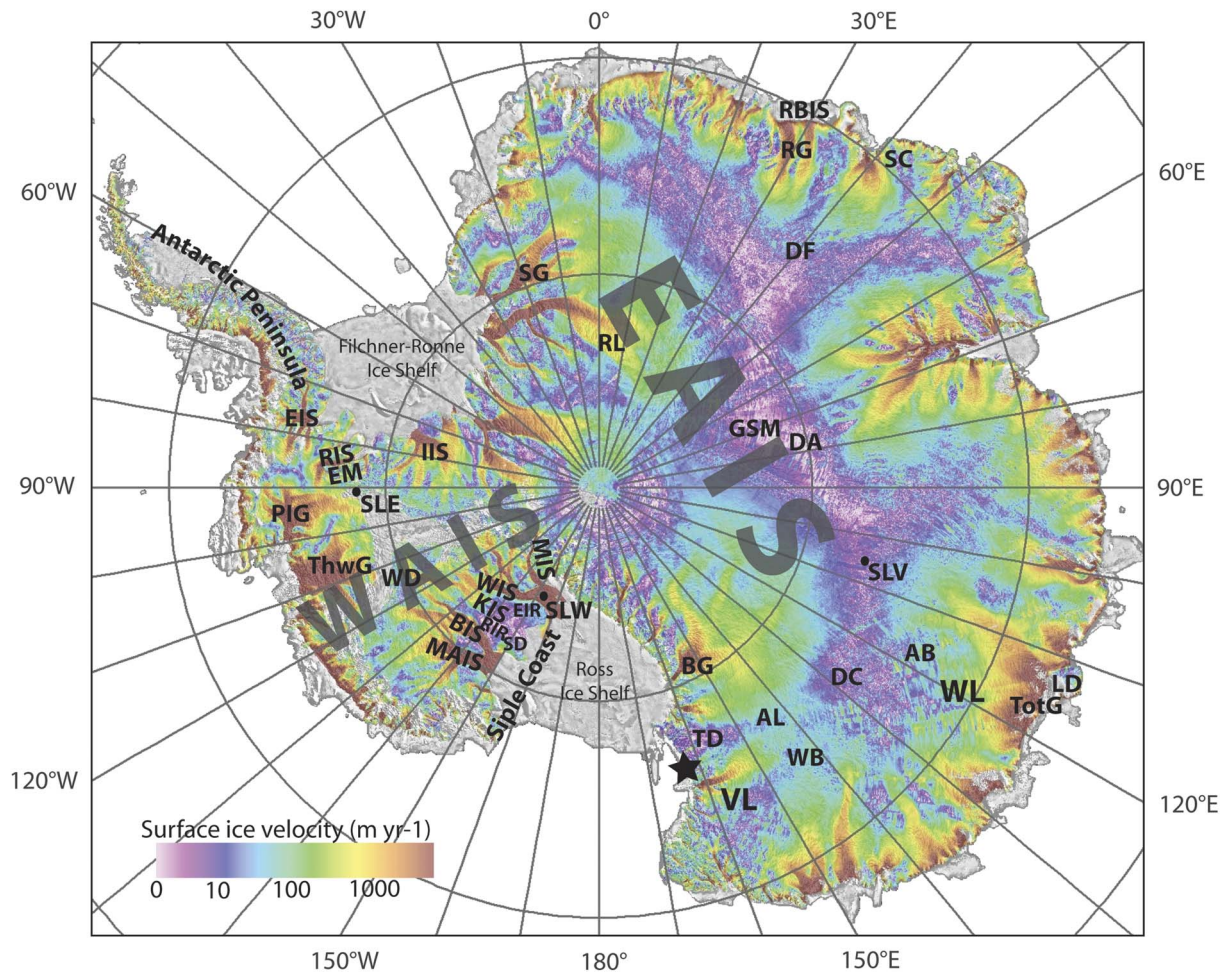 30°W 0° 30°E
RBIS
RG
SC
60°W
60°E
Antarctic Peninsula
DF
SG
EAIS
RL
Filchner-Ronne
Ice Shelf
EIS
GSM
DA
RIS
IIS
EM
90°W
90°E
SLE
PIG
WAIS
MIS
ThwG
WD
SLV
WIS
KIS
EIR
SLW
RIR
BIS
SD
MAIS
Siple Coast
Ross
Ice Shelf
BG
AB
DC
WL
LD
TotG
AL
TD
WB
VL
120°W
120°E
Surface ice velocity (m yr-1)
0 10 100 1000
150°W 180° 150°E